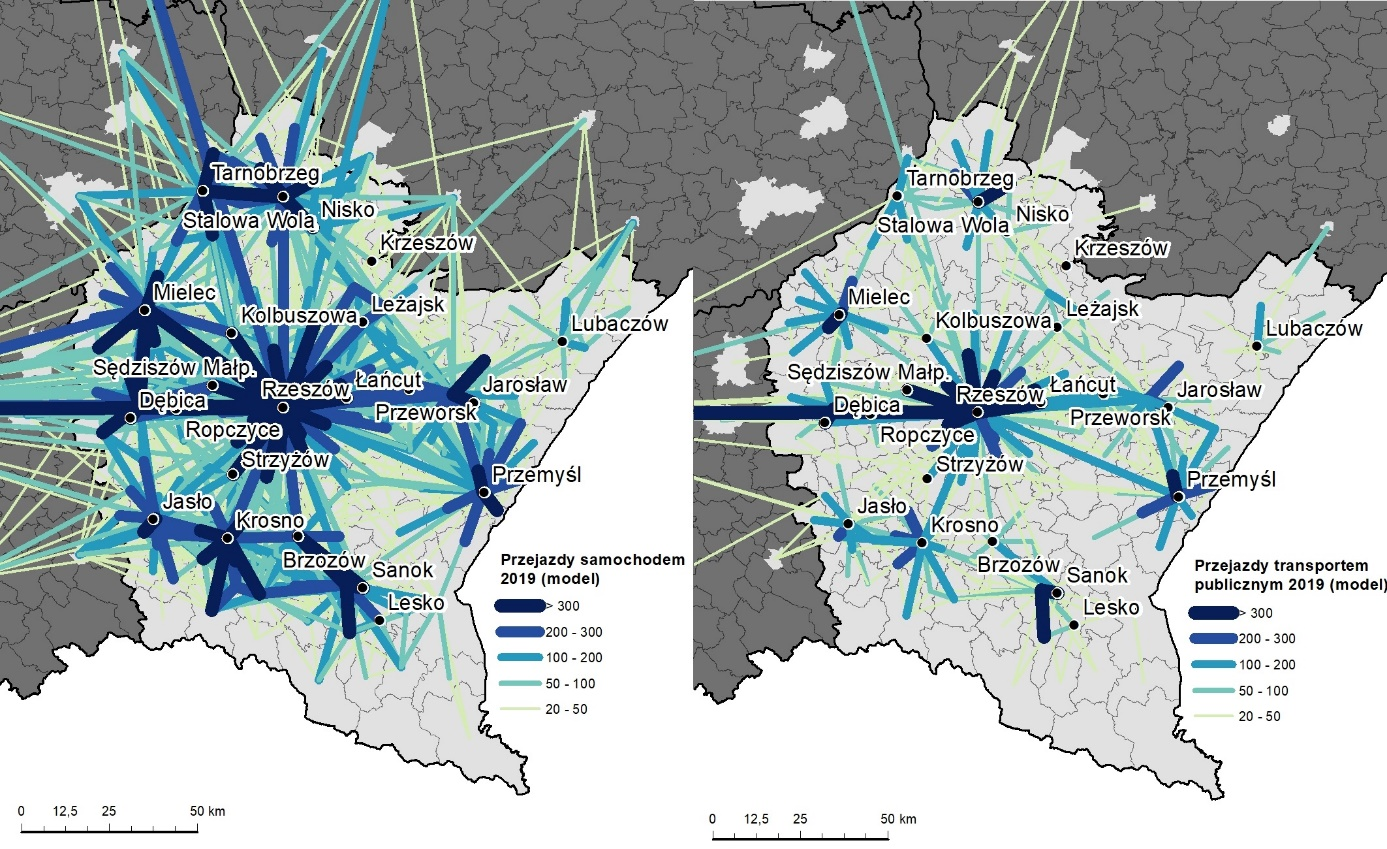 Tarnobrzeg
Stalowa Wola
Nisko
Krzeszów
Mielec
Kolbuszowa
Leżajsk
Lubaczów
Sędziszów Małp.
Rzeszów
Łańcut
Jarosław
Dębica
Przeworsk
Ropczyce
Strzyżów
Przemyśl
Jasło
Krosno
Brzozów
Sanok
Lesko
Przejazdy samochodem
2019 (model)
> 300
200 - 300
100 - 200
50 - 100
20 - 50
0 12,5 25 50 km
Tarnobrzeg
Stalowa Wola
Nisko
Krzeszów
Mielec
Kolbuszowa
Leżajsk
Lubaczów
Sędziszów Małp.
Rzeszów
Łańcut
Jarosław
Dębica
Przeworsk
Ropczyce
Strzyżów
Przemyśl
Jasło
Krosno
Brzozów
Sanok
Lesko
Przejazdy transportem
publicznym 2019 (model)
> 300
200 - 300
100 - 200
50 - 100
20 - 50
0 12,5 25 50 km